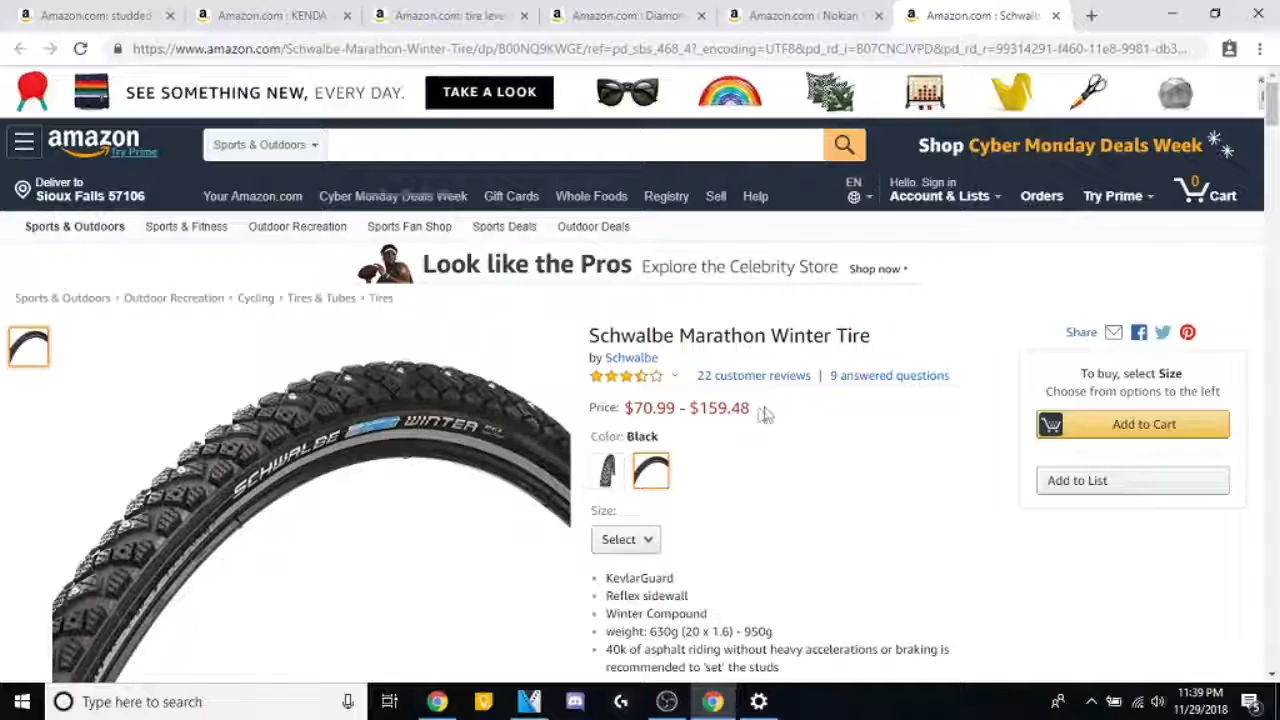 Amazon.com: studded
Amazon.com : KENDA
Amazon.com: tire leve
Amazon.com : Diamon
Amazon.com : Nokian
Amazon.com : Schwalb
https://www.amazon.com/Schwalbe-Marathon-Winter-Tire/dp/B00NQ9KWGE/ref=pd_sbs_468_4?_encoding=UTF8&pd_rd_i=B07CNCJVPD&pd_rd_r=99314291-f460-11e8-9981-db3...
SEE SOMETHING NEW, EVERY DAY. TAKE A LOOK
amazon
Try Prime
Sports & Outdoors
Shop Cyber Monday Deals Week
Deliver to
Sioux Falls 57106
Your Amazon.com Cyber Monday Deals Week Gift Cards Whole Foods Registry Sell Help
EN
Hello. Sign in
Account & Lists
Orders
Try Prime
0
Cart
Sports & Outdoors Sports & Fitness Outdoor Recreation Sports Fan Shop Sports Deals Outdoor Deals
Look like the Pros Explore the Celebrity Store Shop now ›
Sports & Outdoors › Outdoor Recreation › Cycling › Tires & Tubes › Tires
SCHWALBE WINTER
Schwalbe Marathon Winter Tire
by Schwalbe
22 customer reviews | 9 answered questions
Price: $70.99 - $159.48
Color: Black
Size:
Select
• KevlarGuard
• Reflex sidewall
• Winter Compound
• weight: 630g (20 x 1.6) - 950g
• 40k of asphalt riding without heavy accelerations or braking is
recommended to 'set' the studs
Share
To buy, select Size
Choose from options to the left
Add to Cart
Add to List
Type here to search
11:39 PM
11/29/2018